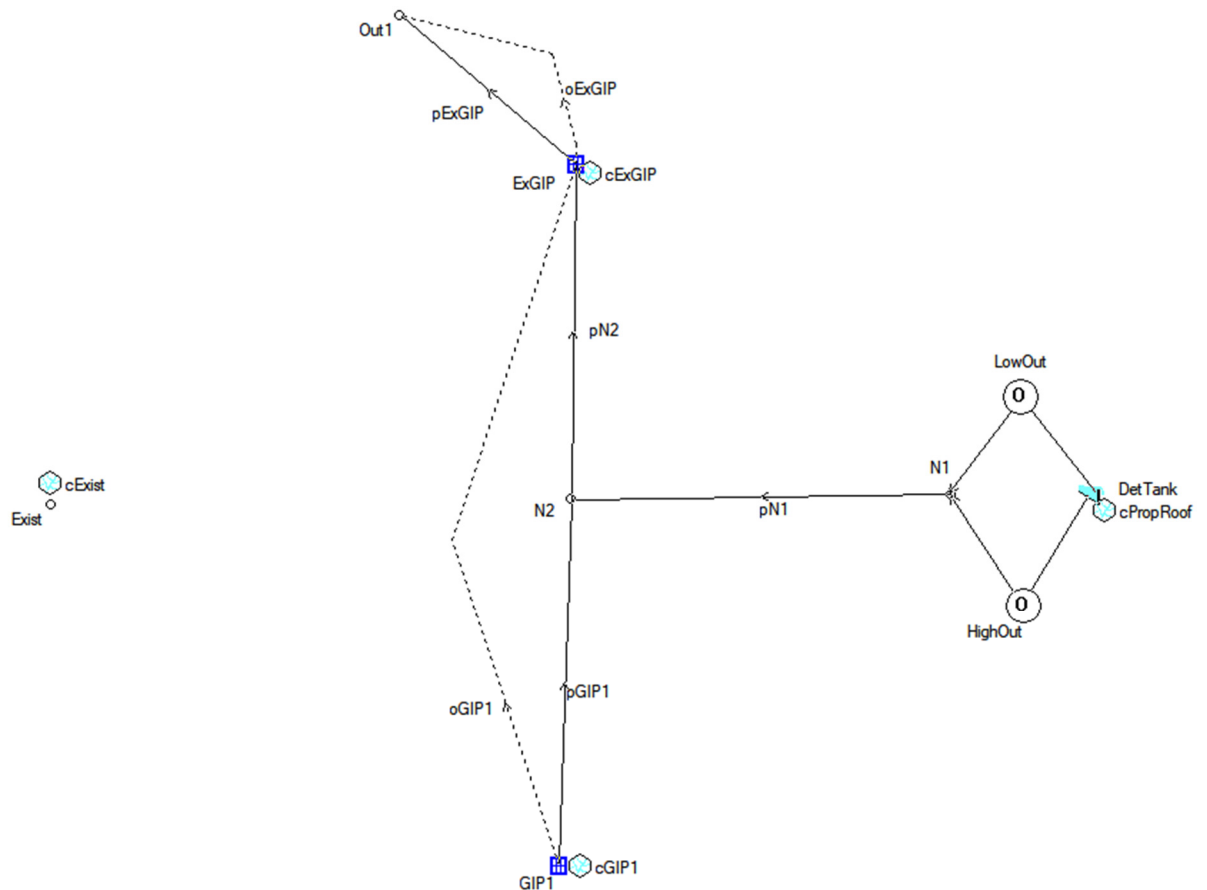 Out1
oExGIP
pExGIP
ExGIP
cExGIP
pN2
LowOut
O
N1
DetTank
cPropRoof
cExist
Exist
N2
pN1
O
HighOut
pGIP1
oGIP1
cGIP1
GIP1